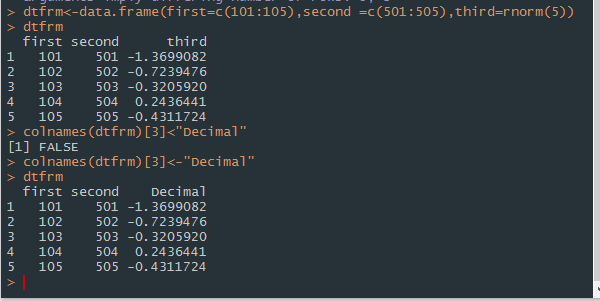 > dtfrm<-data.frame(first=c(101:105),second =c(501:505),third=rnorm(5))
> dtfrm
  first second      third
1   101    501 -1.3699082
2   102    502 -0.7239476
3   103    503 -0.3205920
4   104    504  0.2436441
5   105    505 -0.4311724
> colnames(dtfrm)[3]<"Decimal"
[1] FALSE
> colnames(dtfrm)[3]<-"Decimal"
> dtfrm
  first second    Decimal
1   101    501 -1.3699082
2   102    502 -0.7239476
3   103    503 -0.3205920
4   104    504  0.2436441
5   105    505 -0.4311724
>